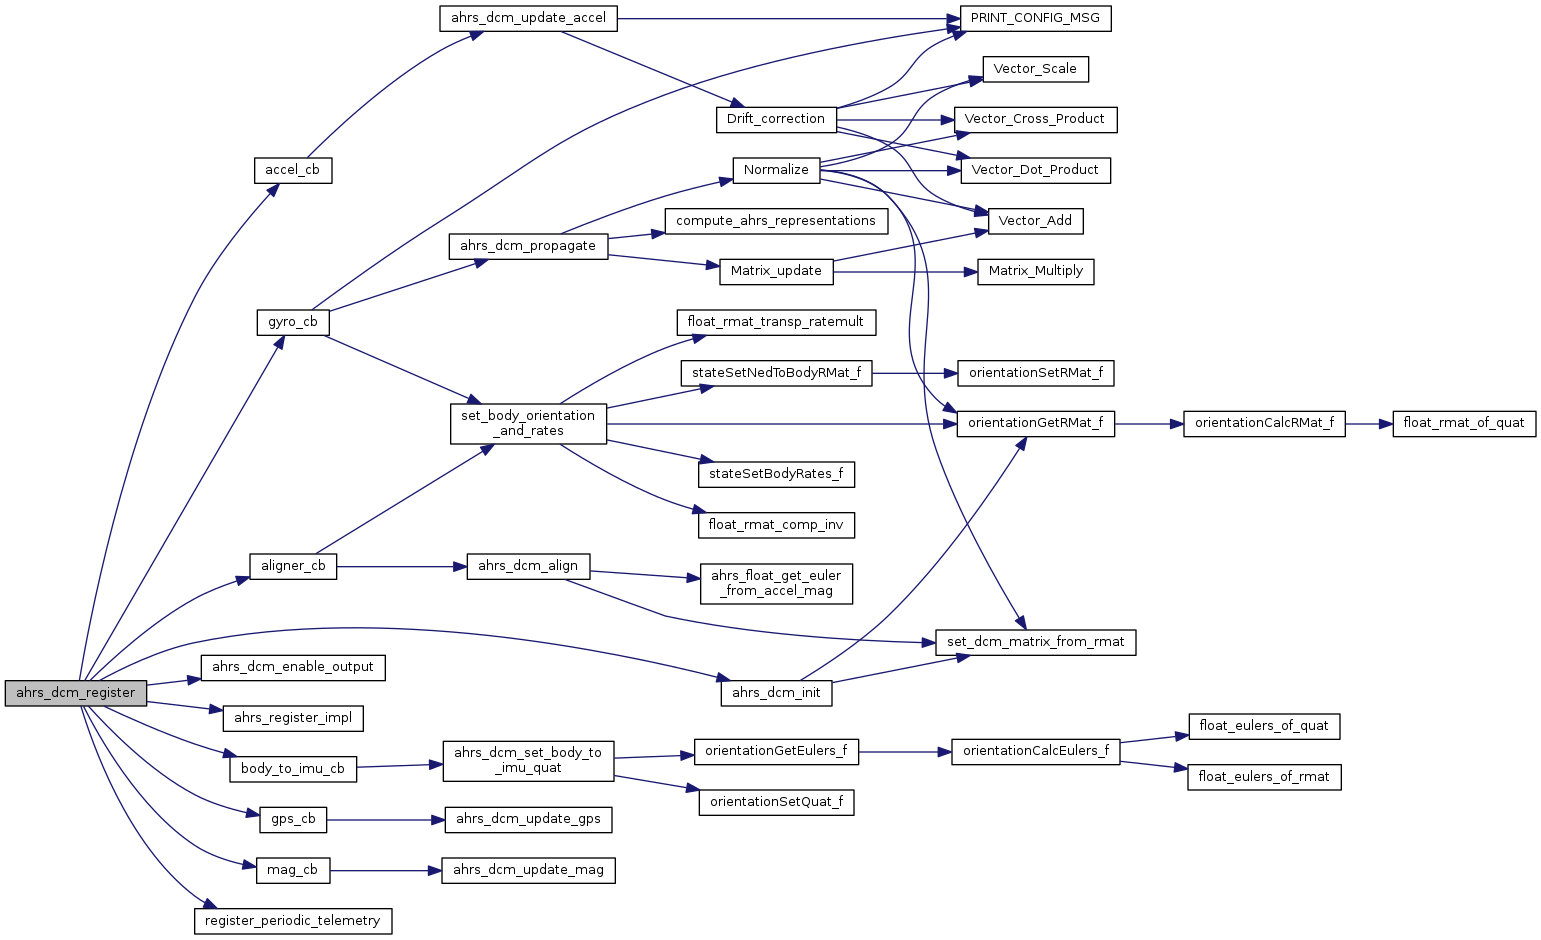 ahrs_dcm_update_accel
PRINT_CONFIG_MSG
Vector_Scale
Drift_correction
Vector_Cross_Product
accel_cb
Normalize
Vector_Dot_Product
compute_ahrs_representations
Vector_Add
ahrs_dcm_propagate
Matrix_update
Matrix_Multiply
gyro_cb
float_rmat_transp_ratemult
stateSetNedToBodyRMat_f
orientationSetRMat_f
set_body_orientation
_and_rates
orientationGetRMat_f
orientationCalcRMat_f
float_rmat_of_quat
stateSetBodyRates_f
float_rmat_comp_inv
aligner_cb
ahrs_dcm_align
ahrs_float_get_euler
_from_accel_mag
set_dcm_matrix_from_rmat
ahrs_dcm_enable_output
ahrs_dcm_register
ahrs_dcm_init
ahrs_register_impl
float_eulers_of_quat
body_to_imu_cb
ahrs_dcm_set_body_to
_imu_quat
orientationGetEulers_f
orientationCalcEulers_f
float_eulers_of_rmat
orientationSetQuat_f
gps_cb
ahrs_dcm_update_gps
mag_cb
ahrs_dcm_update_mag
register_periodic_telemetry